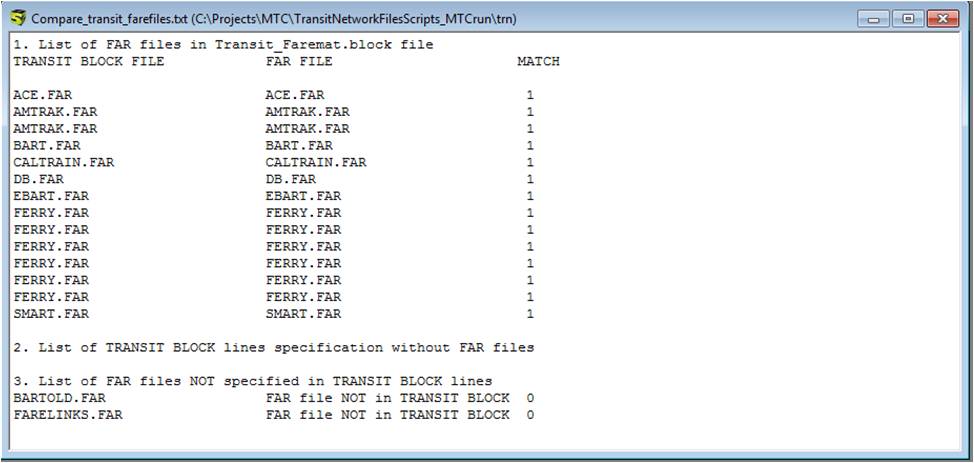 Compare_transit_farefiles.txt (C:\Projects\MTC\TransitNetworkFilesScripts_MTCrun\trn)
1. List of FAR files in Transit_Faremat.block file
TRANSIT BLOCK FILE FAR FILE MATCH
ACE.FAR ACE.FAR 1
AMTRAK.FAR AMTRAK.FAR 1
AMTRAK.FAR AMTRAK.FAR 1
BART.FAR BART.FAR 1
CALTRAIN.FAR CALTRAIN.FAR 1
DB.FAR DB.FAR 1
EBART.FAR EBART.FAR 1
FERRY.FAR FERRY.FAR 1
FERRY.FAR FERRY.FAR 1
FERRY.FAR FERRY.FAR 1
FERRY.FAR FERRY.FAR 1
FERRY.FAR FERRY.FAR 1
FERRY.FAR FERRY.FAR 1
SMART.FAR SMART.FAR 1
2. List of TRANSIT BLOCK lines specification without FAR files
3. List of FAR files NOT specified in TRANSIT BLOCK lines
BARTOLD.FAR FAR file NOT in TRANSIT BLOCK 0
FARELINKS.FAR FAR file NOT in TRANSIT BLOCK 0